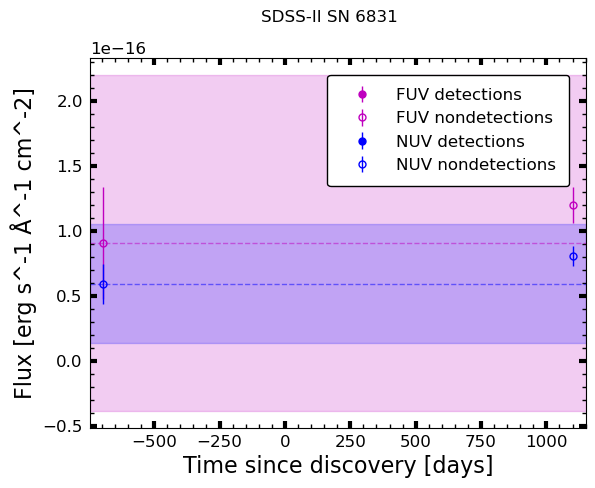 SDSS-II SN 6831
1e−16
Flux [erg s^-1 Å^-1 cm^-2]
2.0
1.5
1.0
0.5
0.0
−0.5
FUV detections
FUV nondetections
NUV detections
NUV nondetections
−500 −250 0 250 500 750 1000
Time since discovery [days]